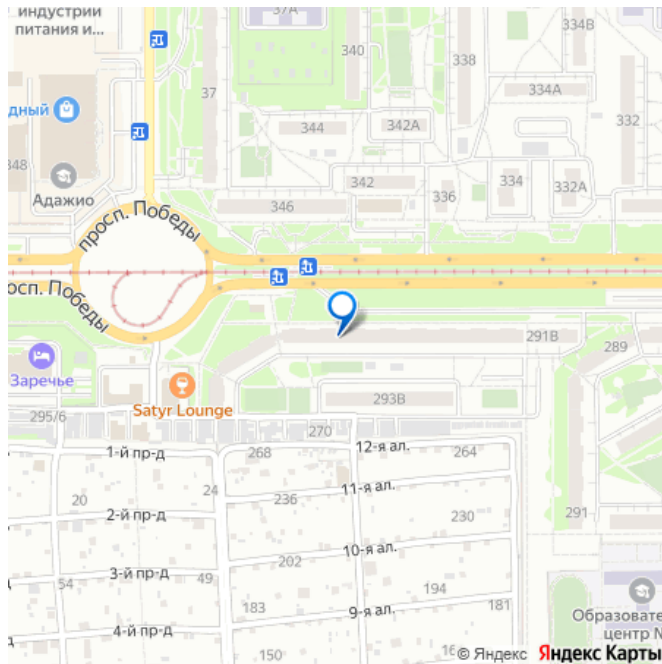 индустрии
питания и...
37А
340
334В
338
дный
37
334А
332
344
342А
348
Адажио
342
336
334
332А
346
просп. Победы
осп. Победы
291В
289
Заречье
Satyr Lounge
293В
295/6
270
1-й пр-д
268
12-я ал.
264
20
24
236
11-я ал.
2-й пр-д
230
202
10-я ал.
291
54
3-й пр-д
49
194
183
9-я ал.
181
Образовате
центр №
4-й пр-д
150
© Яндекс
Яндекс Карты